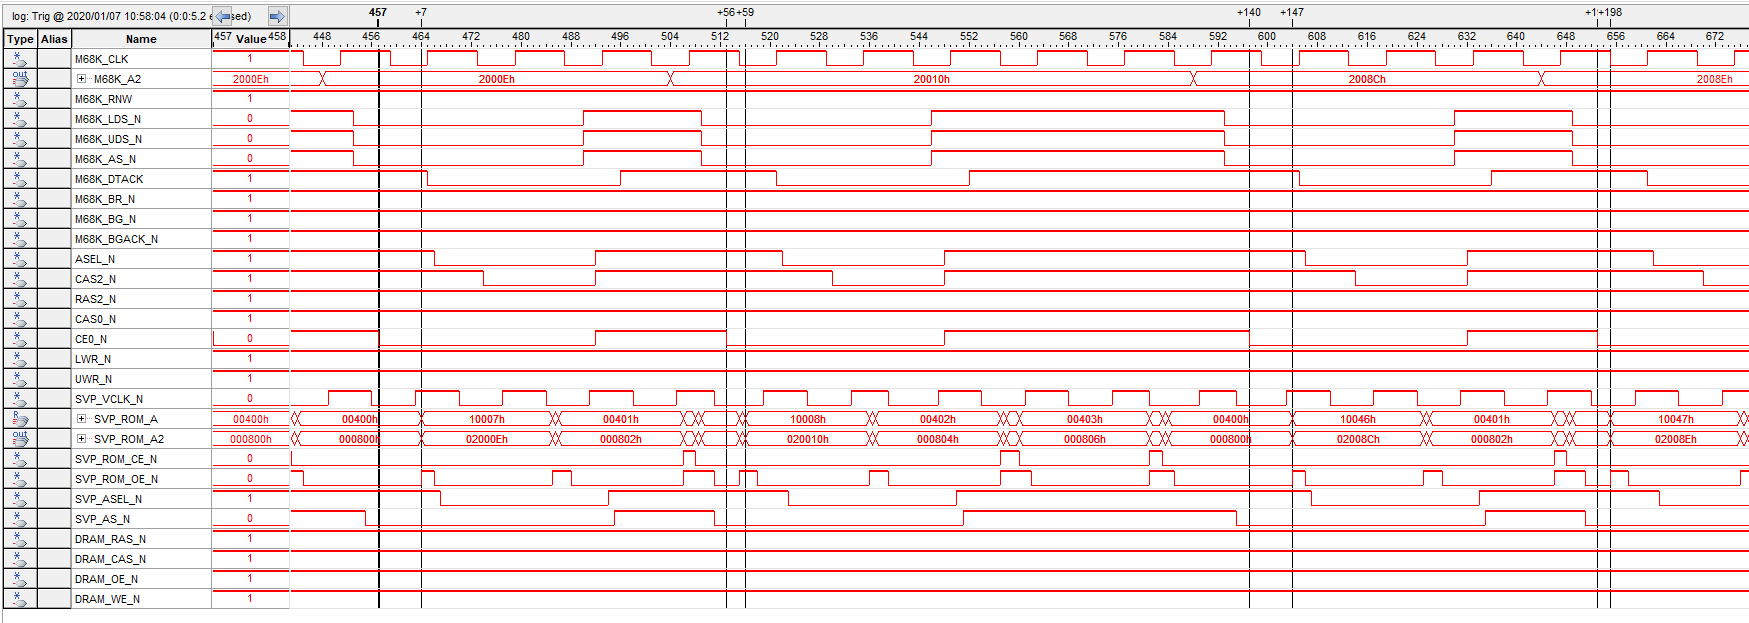 log: Trig @ 2020/01/07 10:58:04 (0:0:5.2 e sed) 457 +7 +56 +59 +140 +147 +1 +198
Type Alias Name 457 Value 458 448 456 464 472 480 488 496 504 512 520 528 536 544 552 560 568 576 584 592 600 608 616 624 632 640 648 656 664 672
M68K_CLK 1
M68K_A2 2000Eh 2000Eh 20010h 2008Ch 2008Eh
M68K_RNW 1
M68K_LDS_N 0
M68K_UDS_N 0
M68K_AS_N 0
M68K_DTACK 1
M68K_BR_N 1
M68K_BG_N 1
M68K_BGACK_N 1
ASEL_N 1
CAS2_N 1
RAS2_N 1
CAS0_N 1
CE0_N 0
LWR_N 1
UWR_N 1
SVP_VCLK_N 0
SVP_ROM_A 00400h 00400h 10007h 00401h 10008h 00402h 00403h 00400h 10046h 00401h 10047h
SVP_ROM_A2 000800h 000800h 02000Eh 000802h 020010h 000804h 000806h 000800h 02008Ch 000802h 02008Eh
SVP_ROM_CE_N 0
SVP_ROM_OE_N 0
SVP_ASEL_N 1
SVP_AS_N 0
DRAM_RAS_N 1
DRAM_CAS_N 1
DRAM_OE_N 1
DRAM_WE_N 1